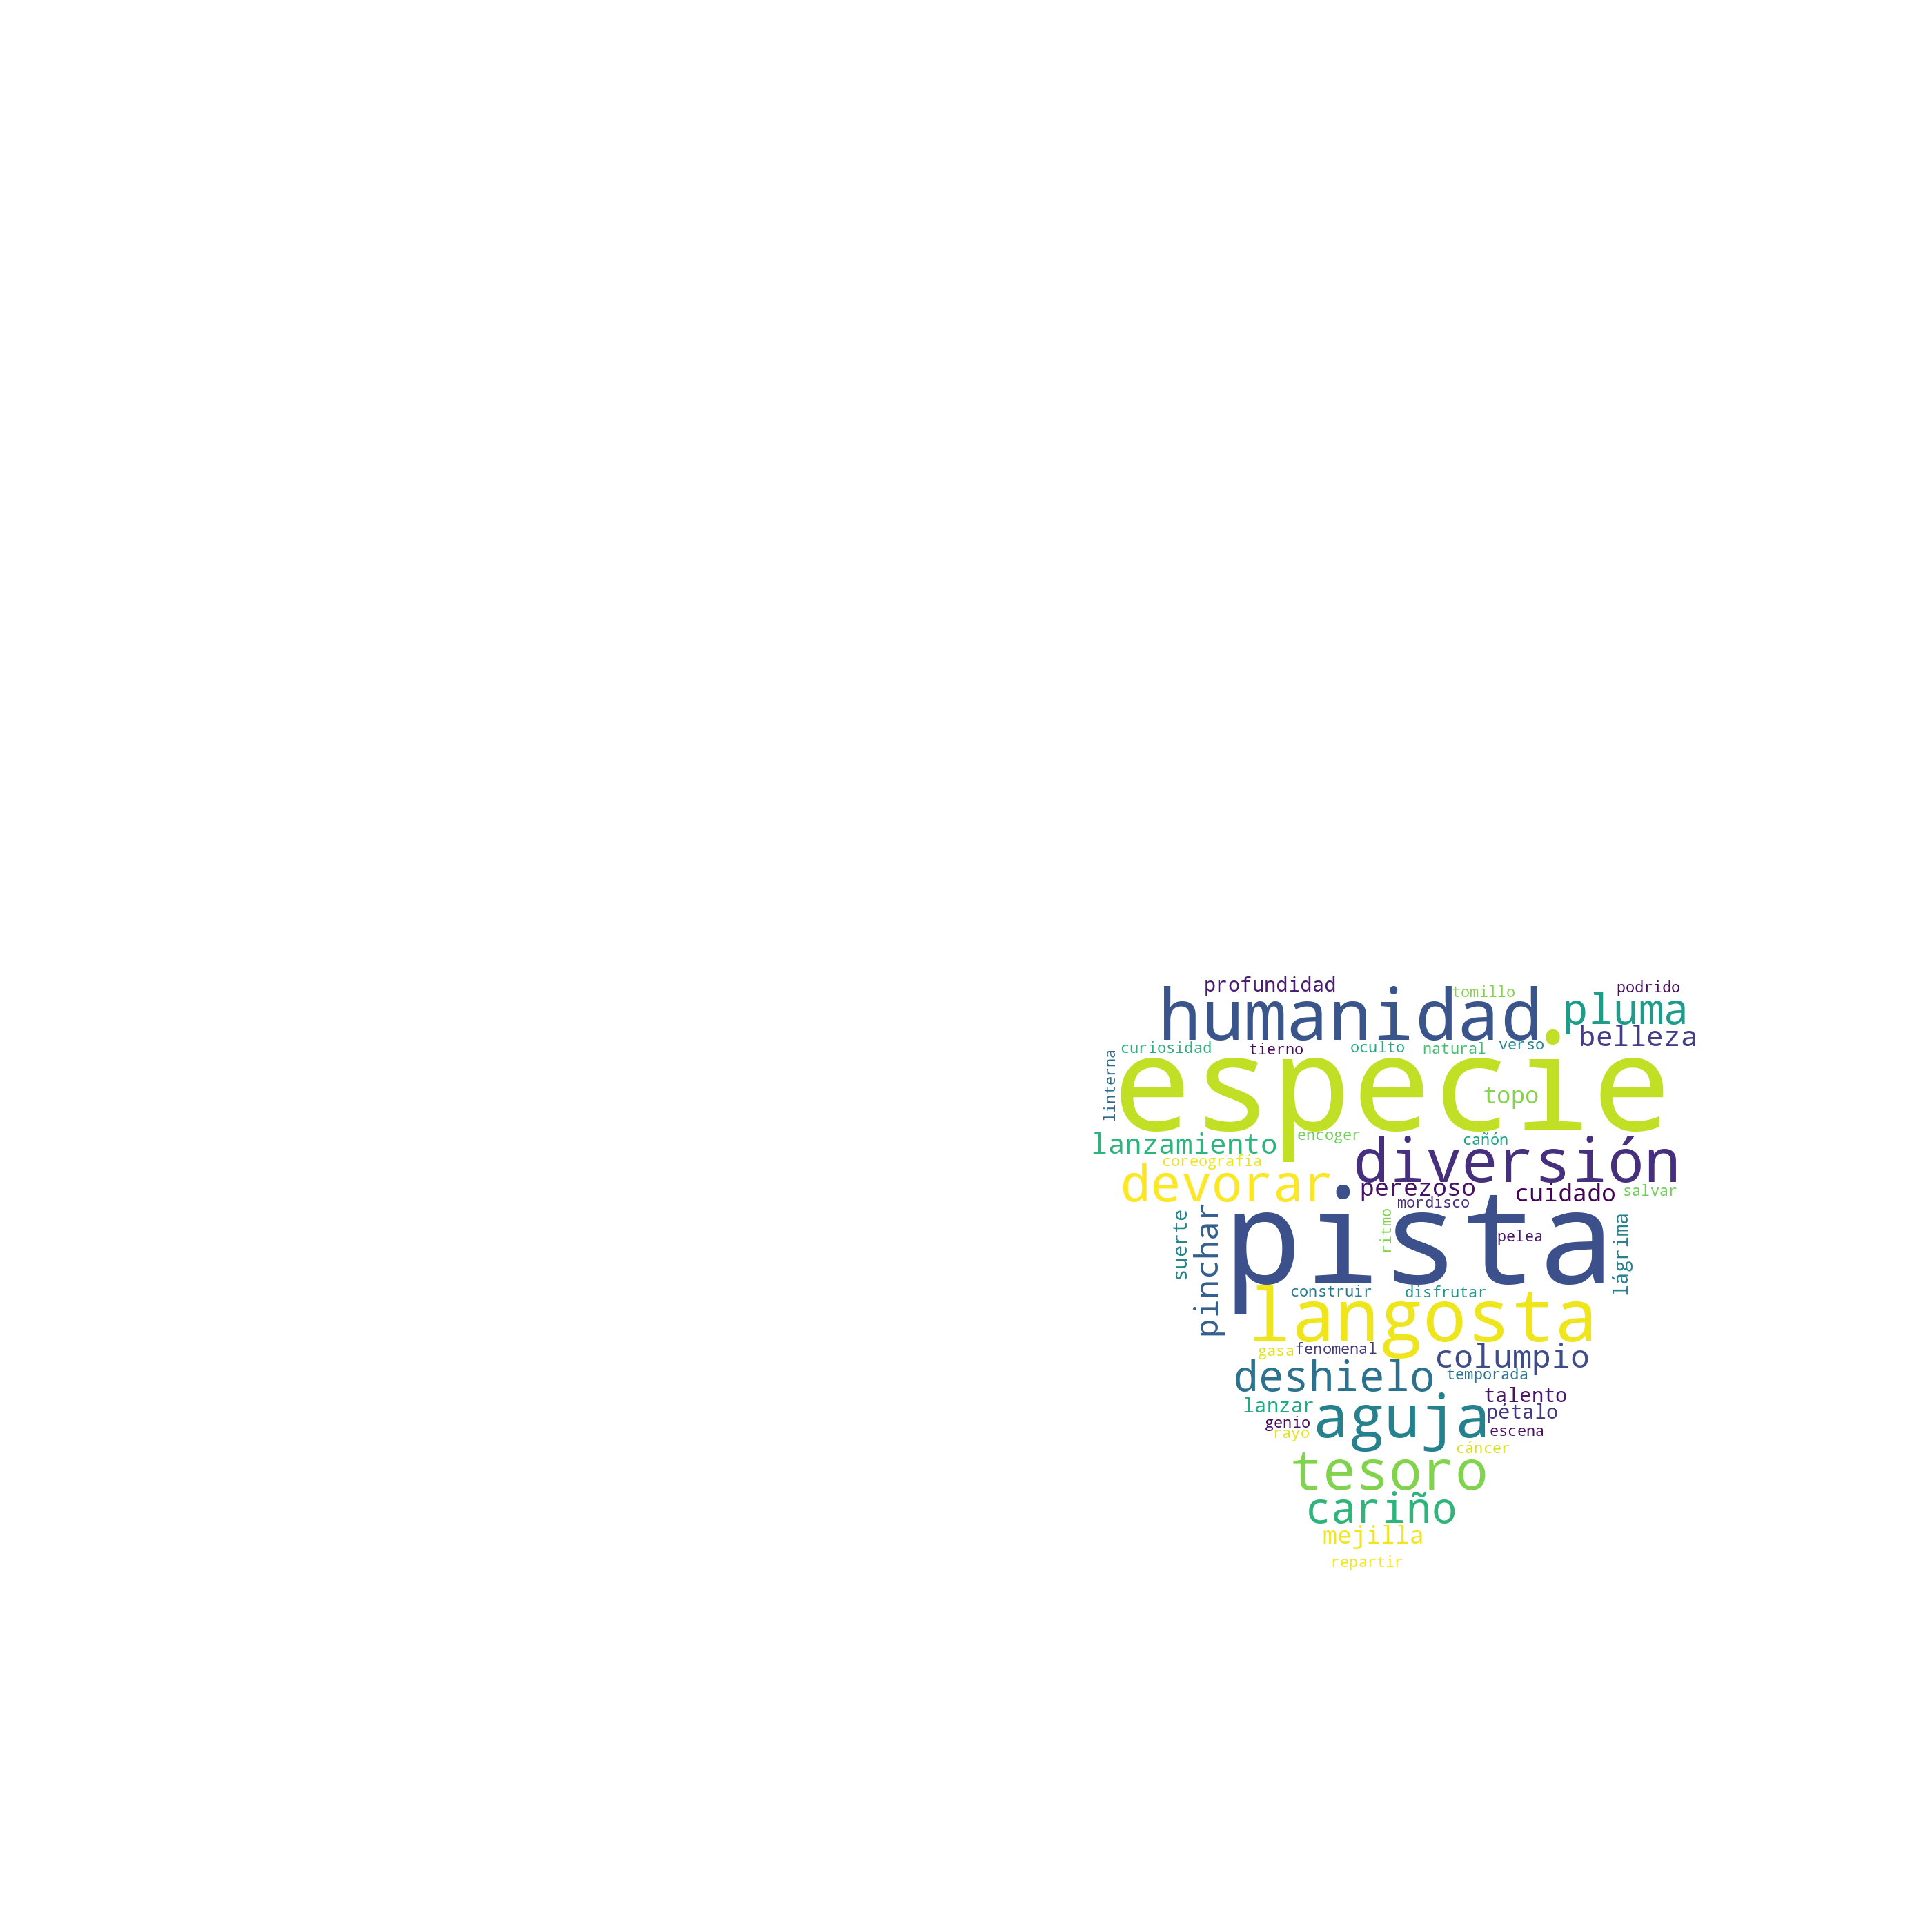 profundidad
podrido
tomillo
humanidad
pluma
belleza
curiosidad
tierno
oculto
natural
verso
linterna
especie
topo
lanzamiento
encoger
cañón
coreografía
diversión
devorar
perezoso
cuidado
salvar
mordisco
suerte
pinchar
ritmo
pista
pelea
lágrima
construir
disfrutar
langosta
gasa
fenomenal
columpio
deshielo
temporada
talento
lanzar
aguja
pétalo
genio
rayo
escena
cáncer
tesoro
cariño
mejilla
repartir